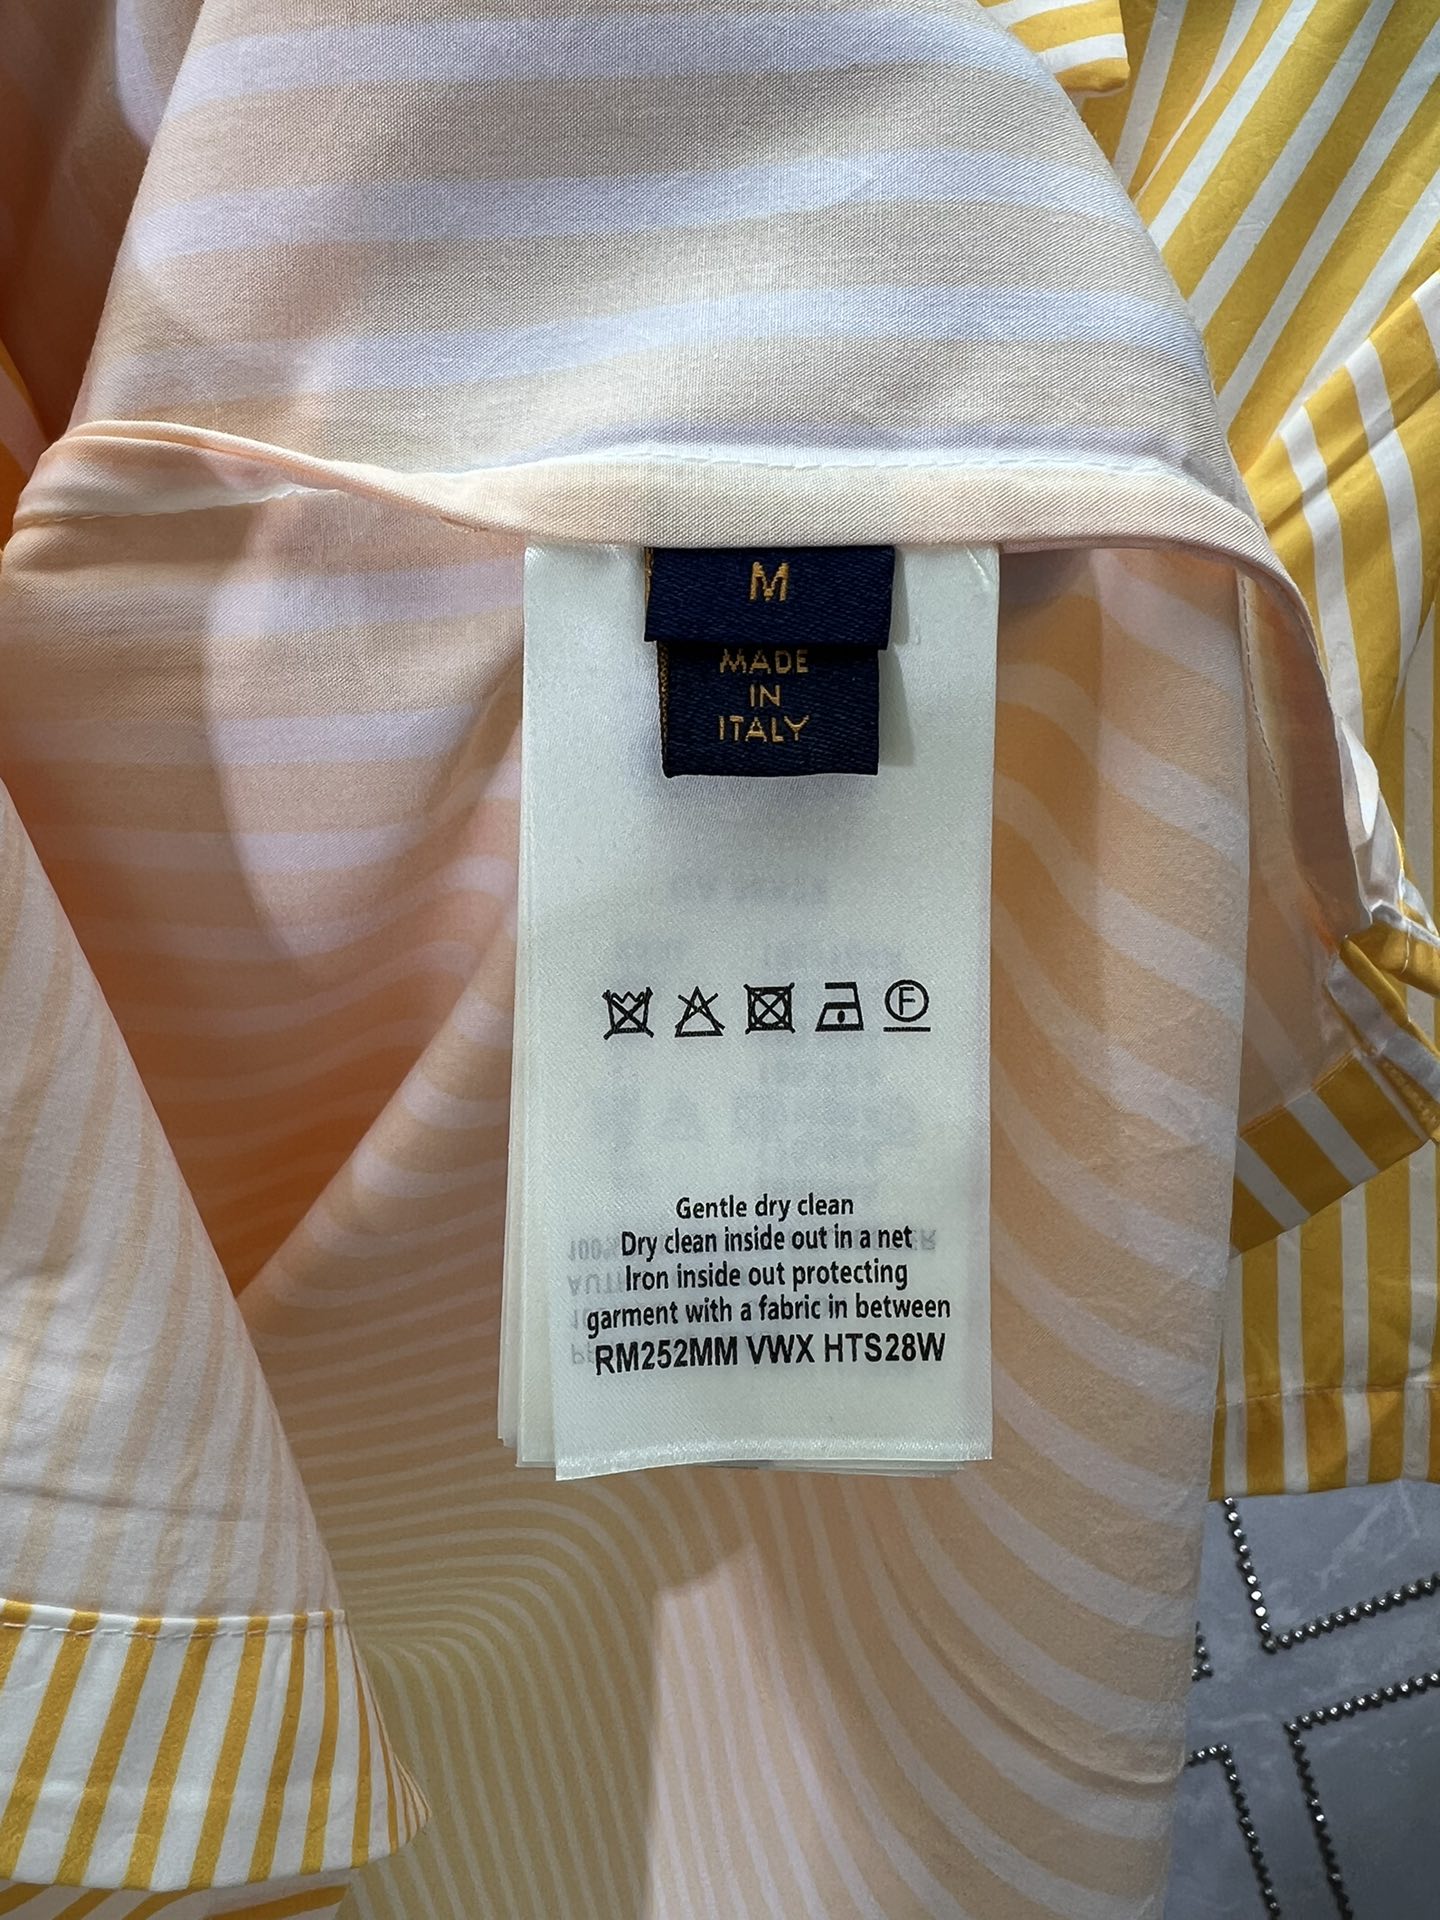 M
MADE
IN
ITALY
F
Gentle dry clean
Dry clean inside out in a net
Iron inside out protecting
garment with a fabric in between
RM252MM VWX HTS28W